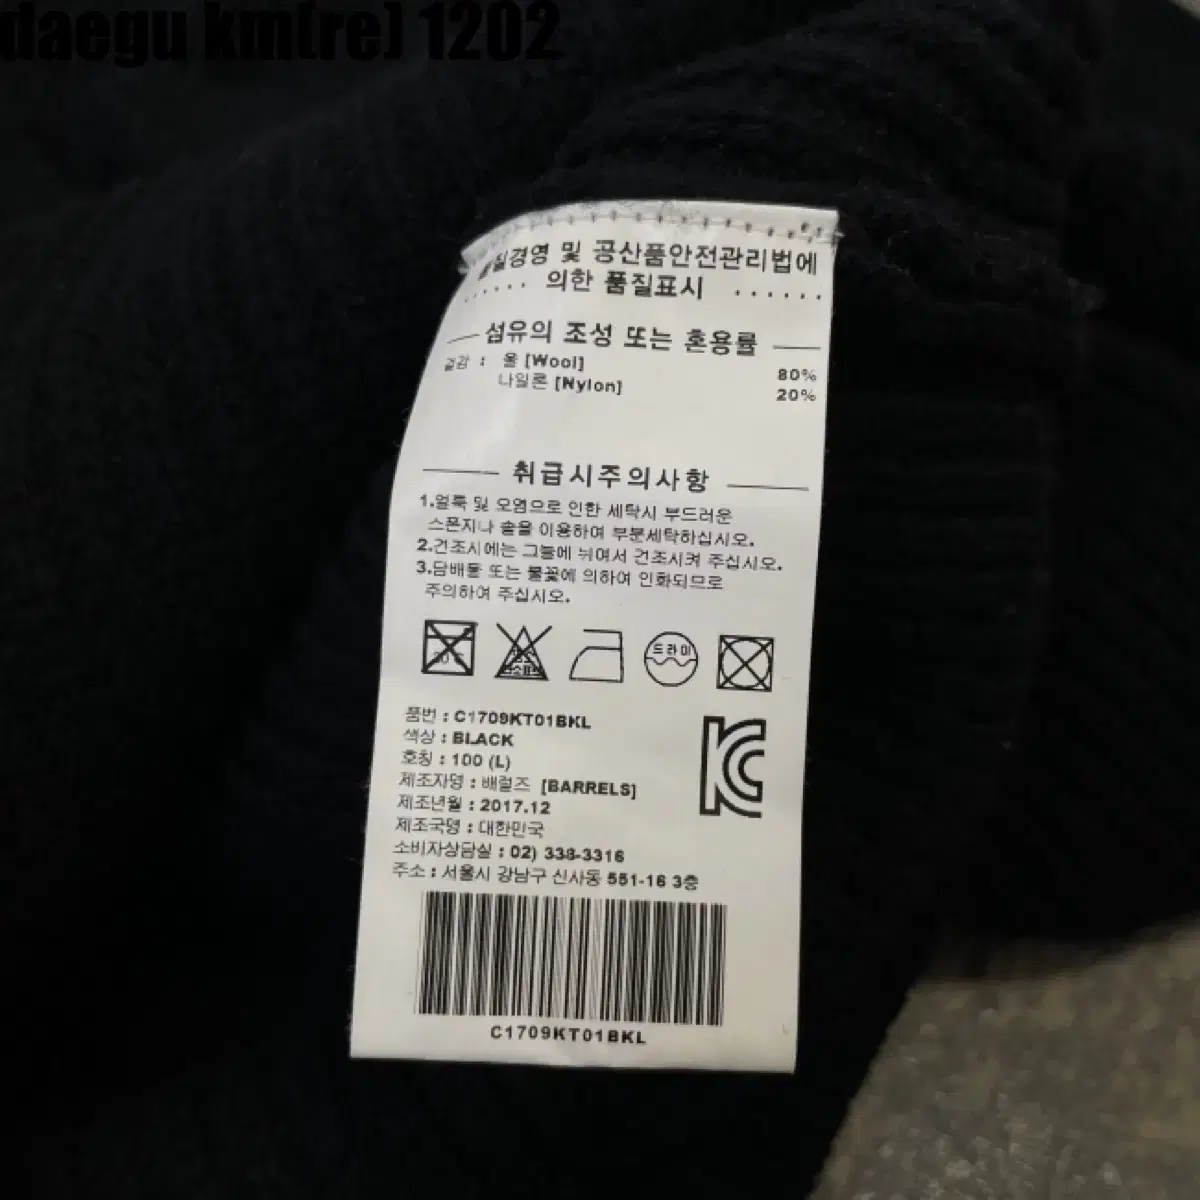 daegu km(re) 1202
품질경영 및 공산품안전관리법에
...... 의한 품질표시 ......
섬유의 조성 또는 혼용률
겉감 : 울 [Wool] 80%
나일론 [Nylon] 20%
취급시주의사항
1.얼룩 및 오염으로 인한 세탁시 부드러운
스폰지나 솔을 이용하여 부분세탁하십시오.
2.건조시에는 그늘에 뉘여서 건조시켜 주십시오.
3.담배불 또는 불꽃에 의하여 인화되므로
주의하여 주십시오.
드라이
품번 : C1709KT01BKL
색상 : BLACK
호칭 : 100 (L)
제조자명 : 배럴즈 [BARRELS]
제조년월 : 2017.12
제조국명 : 대한민국
소비자상담실 : 02) 338-3316
주소 : 서울시 강남구 신사동 551-16 3층
C1709KT01BKL